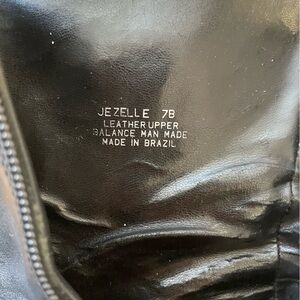 JEZELLE 7B
LEATHER UPPER
BALANCE MAN MADE
MADE IN BRAZIL